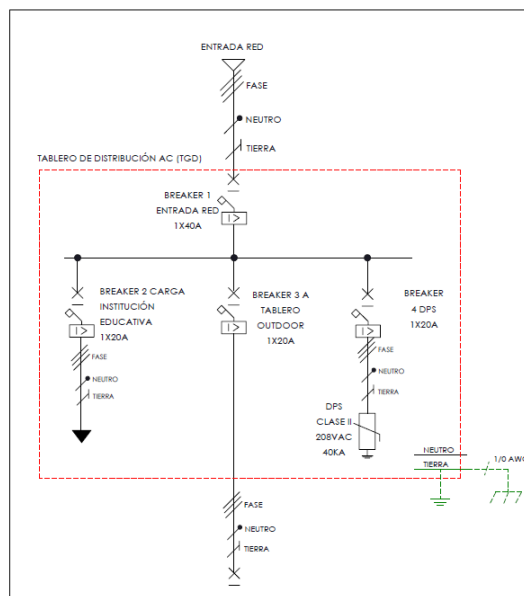 ENTRADA RED
FASE
NEUTRO
TIERRA
TABLERO DE DISTRIBUCIÓN AC (TGD)
BREAKER 1
ENTRADA RED
1X40A
I>
BREAKER 2 CARGA
INSTITUCIÓN
EDUCATIVA
1X20A
I>
FASE
NEUTRO
TIERRA
BREAKER 3 A
TABLERO
OUTDOOR
1X20A
I>
BREAKER
4 DPS
1X20A
I>
FASE
NEUTRO
TIERRA
DPS
CLASE II
208VAC
40KA
NEUTRO
TIERRA
1/0 AWG
FASE
NEUTRO
TIERRA